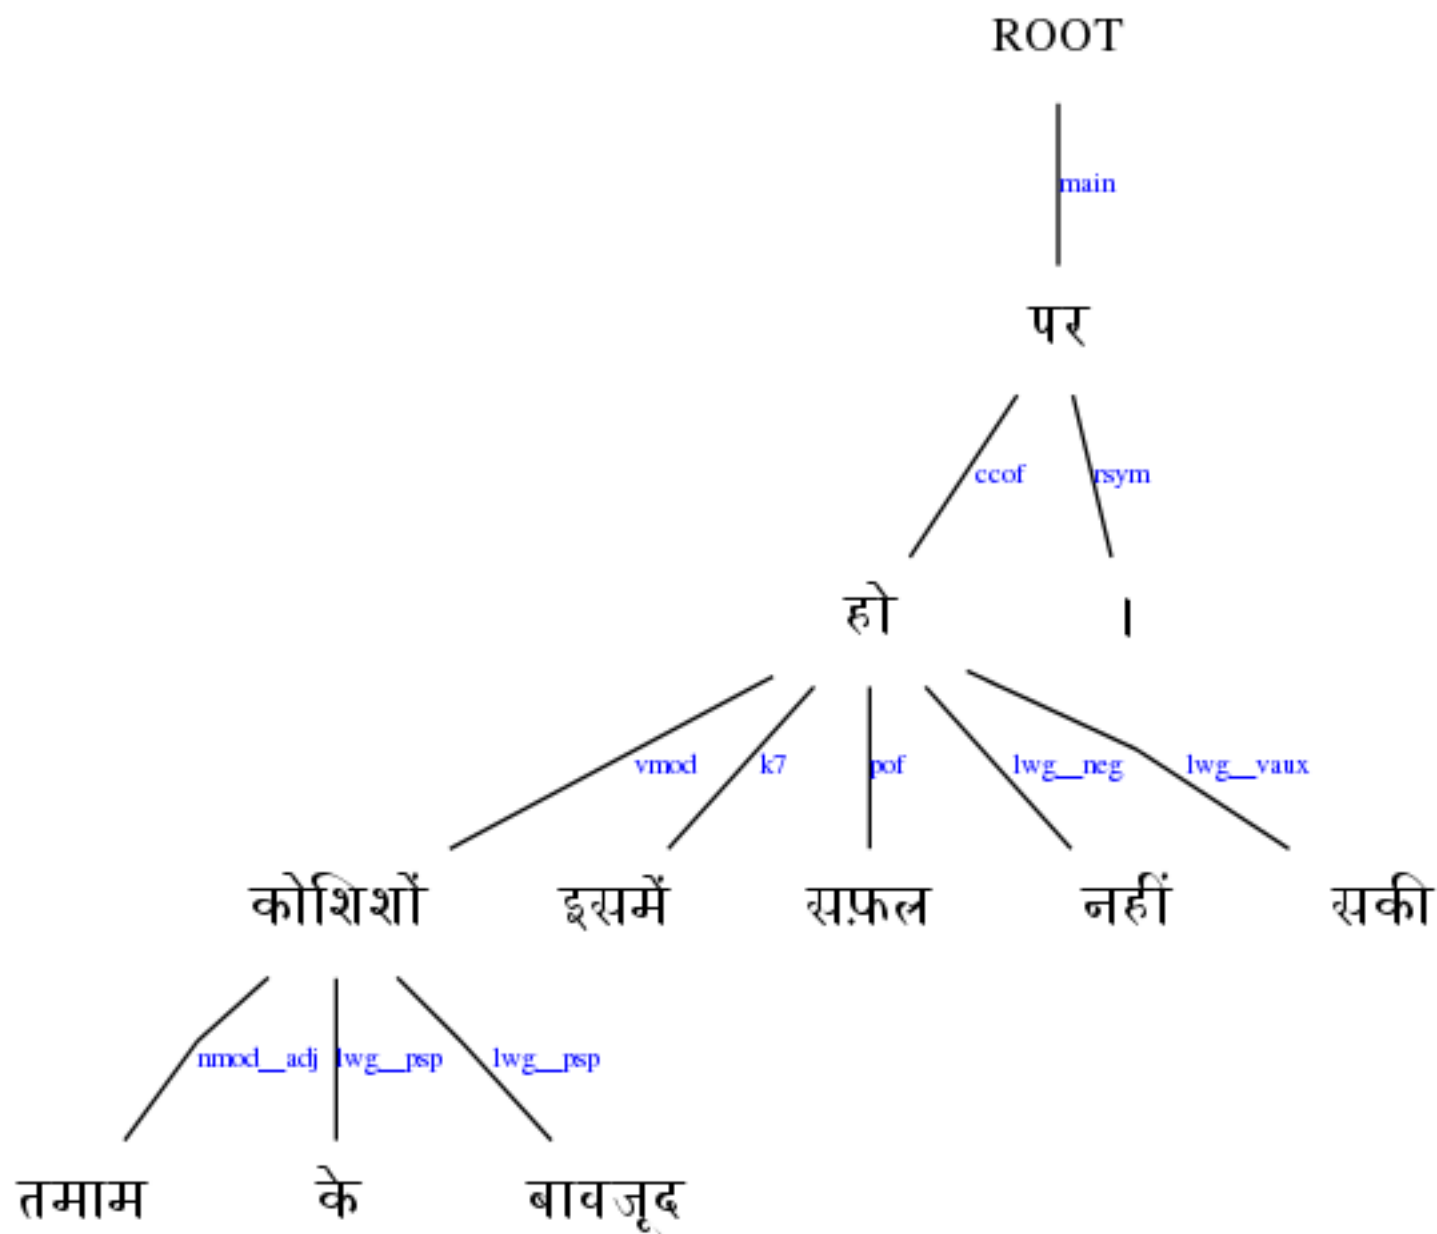 ROOT
main
पर
ccof rsym
हो ।
vmod k7 pof lwg__neg lwg__vaux
कोशिशों इसमें सफ़ल नहीं सकी
nmod__adj lwg__psp lwg__psp
तमाम के बावजूद